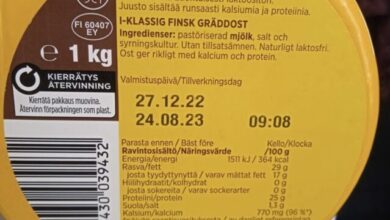 Juusto sisältää runsaasti kalsiumia ja proteiinia.
I-KLASSIG FINSK GRÄDDOST
Ingredienser: pastöriserad mjölk, salt och
syrningskultur. Utan tillsatsämnen. Naturligt laktosfri.
Ost ger rikligt med kalcium och protein.
FI
FI 60407
EY
e 1 kg
KIERRÄTYS
ÅTERVINNING
Kierrätä pakkaus muovina.
Återvinn förpackningen som plast.
Valmistuspäivä/Tillverkningsdag
27.12.22
24.08.23 09:08
Parasta ennen / Bäst före Kello/Klocka
Ravintosisältö/Näringsvärde /100 g
Energia/energi 1511 kJ / 364 kcal
Rasva/fett 29 g
josta tyydyttynyttä / varav mättat fett 17 g
Hiilihydraatit/kolhydrat 0 g
josta sokereita / varav sockerarter 0 g
Proteiini/protein 25 g
Suola/salt 1,3 g
Kalsium/kalcium 770 mg (96 %*)
430 039432